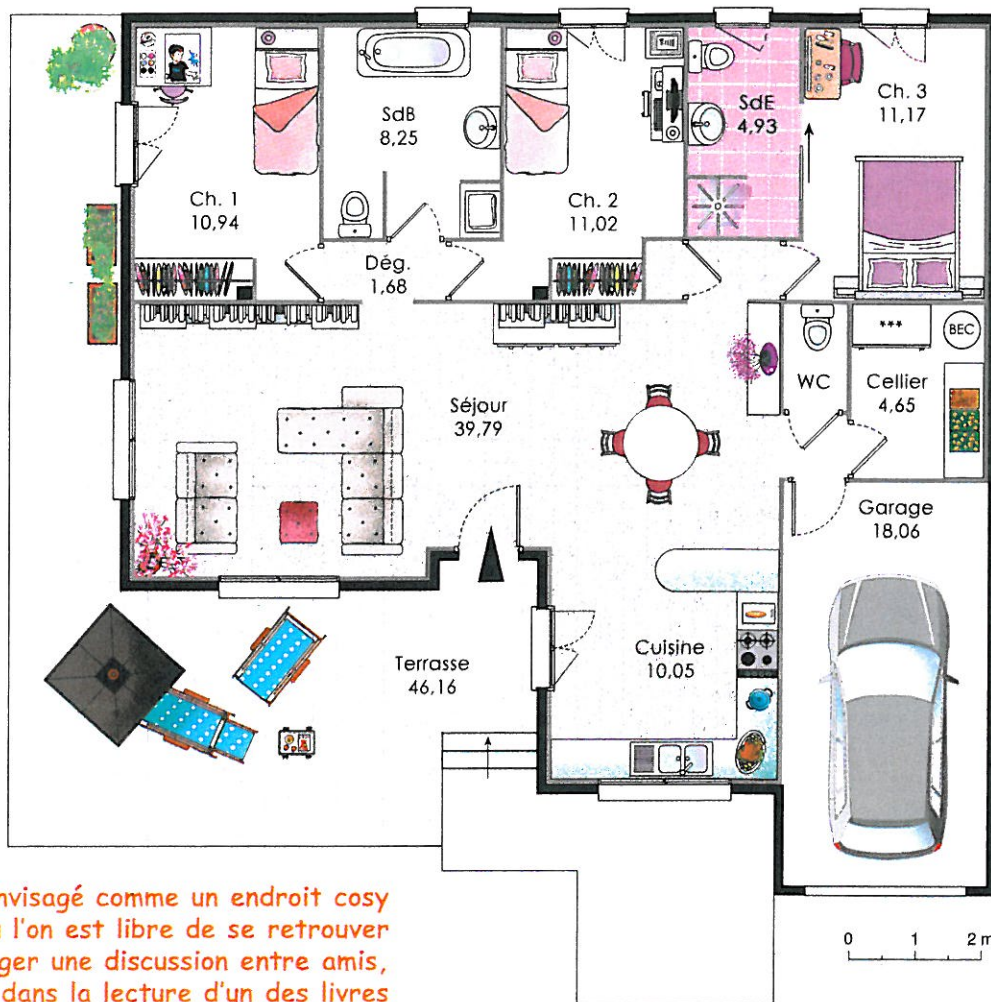 SdB
8,25
SdE
4,93
Ch. 3
11,17
Ch. 1
10,94
Ch. 2
11,02
Dég.
1,68
***
BEC
WC
Cellier
4,65
Séjour
39,79
Garage
18,06
Terrasse
46,16
Cuisine
10,05
nvisagé comme un endroit cosy
l'on est libre de se retrouver
ger une discussion entre amis,
dans la lecture d'un des livres
0 1 2 m